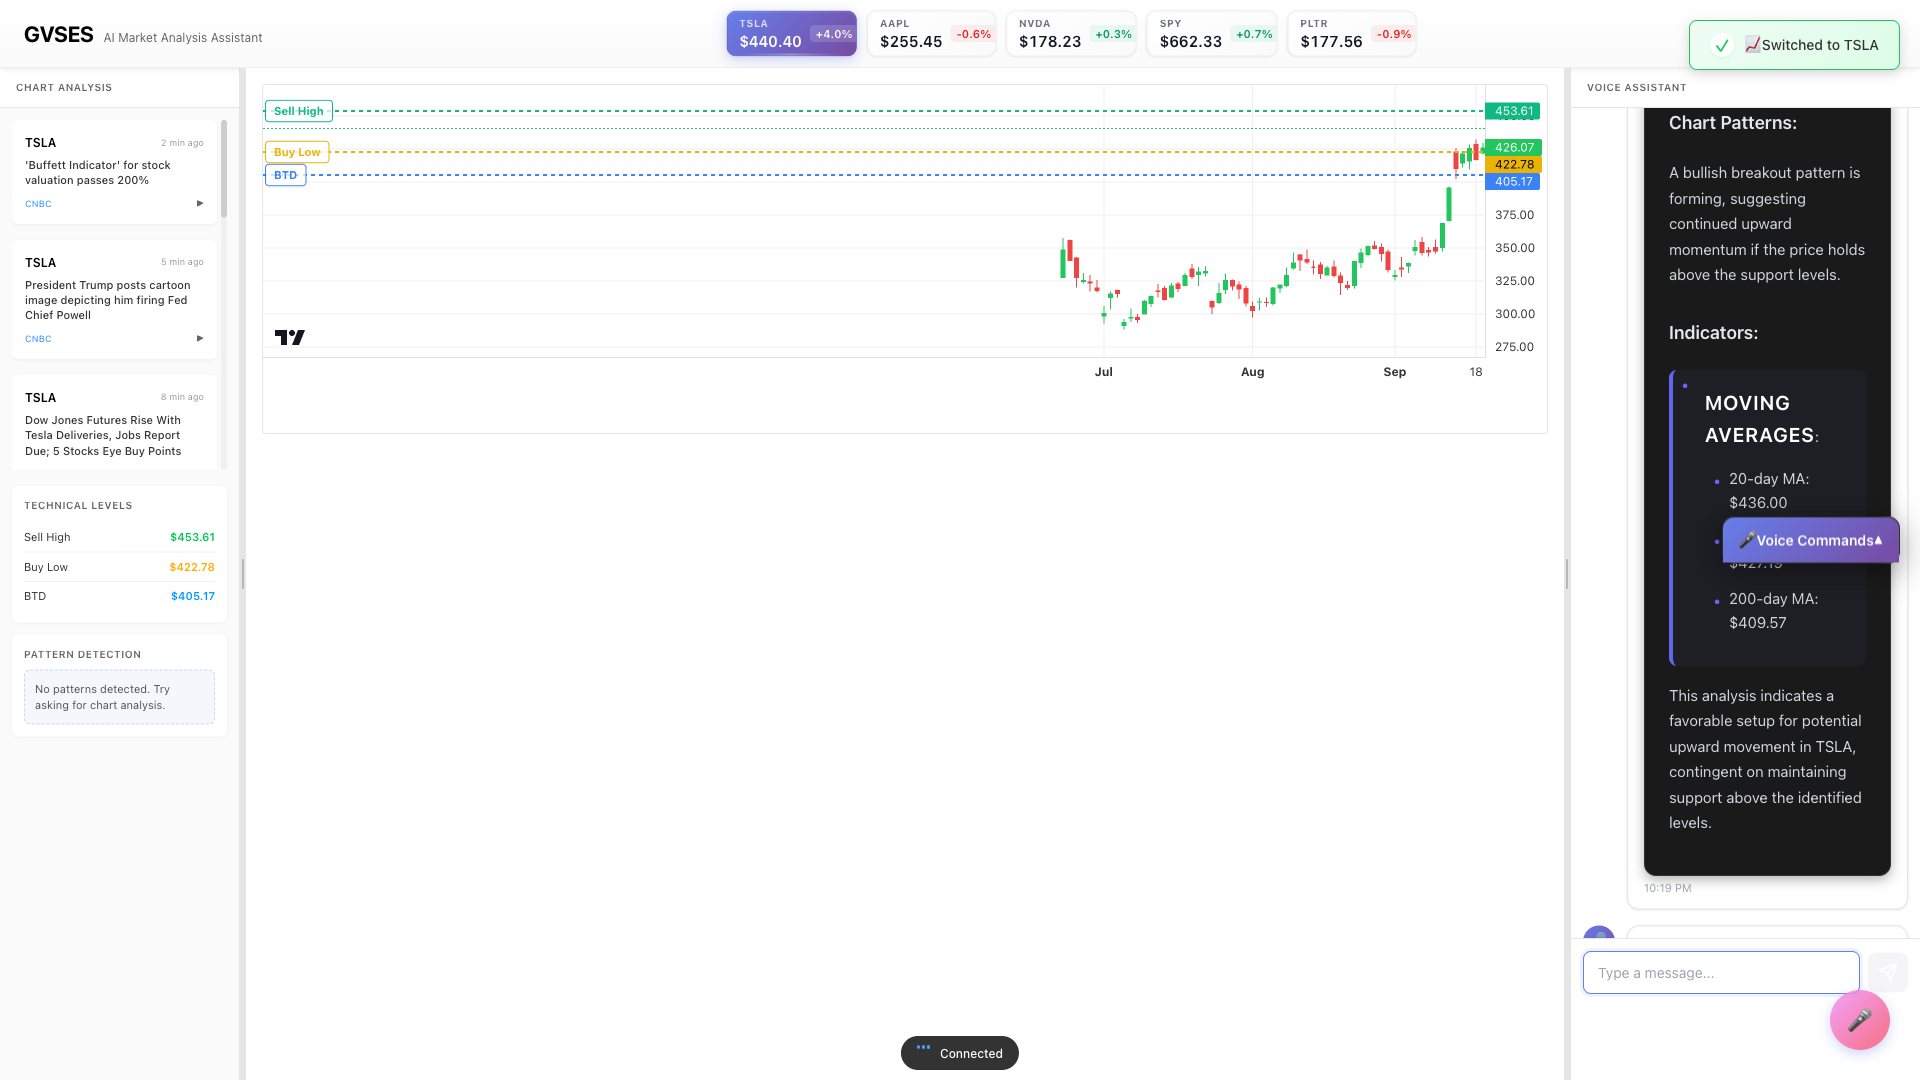 GVSES AI Market Analysis Assistant
TSLA
$440.40 +4.0%
AAPL
$255.45 -0.6%
NVDA
$178.23 +0.3%
SPY
$662.33 +0.7%
PLTR
$177.56 -0.9%
📈Switched to TSLA
CHART ANALYSIS
TSLA 2 min ago
'Buffett Indicator' for stock
valuation passes 200%
CNBC
TSLA 5 min ago
President Trump posts cartoon
image depicting him firing Fed
Chief Powell
CNBC
TSLA 8 min ago
Dow Jones Futures Rise With
Tesla Deliveries, Jobs Report
Due; 5 Stocks Eye Buy Points
TECHNICAL LEVELS
Sell High $453.61
Buy Low $422.78
BTD $405.17
PATTERN DETECTION
No patterns detected. Try
asking for chart analysis.
Sell High
Buy Low
BTD
453.61
426.07
422.78
405.17
375.00
350.00
325.00
300.00
275.00
Jul Aug Sep 18
Connected
VOICE ASSISTANT
Chart Patterns:
A bullish breakout pattern is
forming, suggesting
continued upward
momentum if the price holds
above the support levels.
Indicators:
MOVING
AVERAGES:
20-day MA:
$436.00
🎤Voice Commands▲
200-day MA:
$409.57
This analysis indicates a
favorable setup for potential
upward movement in TSLA,
contingent on maintaining
support above the identified
levels.
10:19 PM
Type a message...